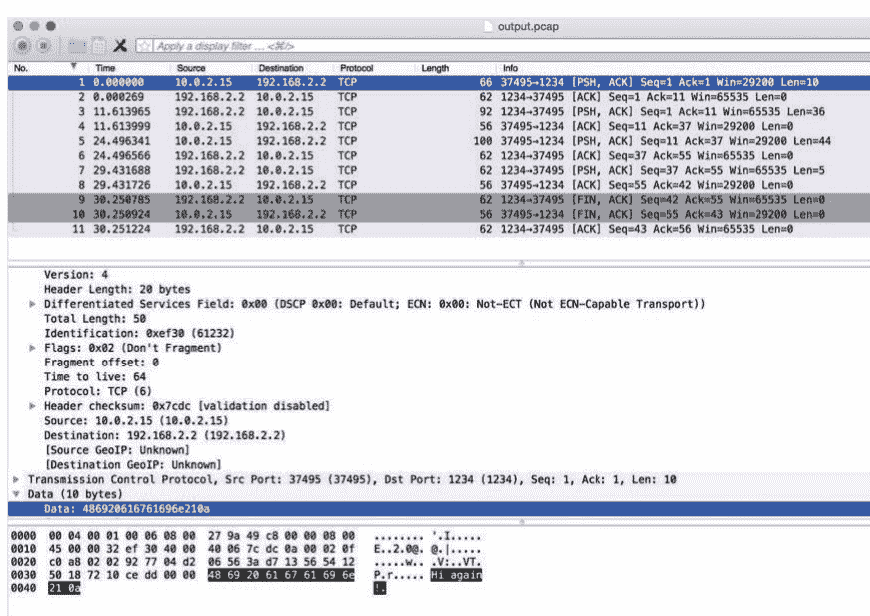 output.pcap
Apply a display filter ... <⌘/>
No. Time Source Destination Protocol Length Info
1 0.000000 10.0.2.15 192.168.2.2 TCP 66 37495→1234 [PSH, ACK] Seq=1 Ack=1 Win=29200 Len=10
2 0.000269 192.168.2.2 10.0.2.15 TCP 62 1234→37495 [ACK] Seq=1 Ack=11 Win=65535 Len=0
3 11.613965 192.168.2.2 10.0.2.15 TCP 92 1234→37495 [PSH, ACK] Seq=1 Ack=11 Win=65535 Len=36
4 11.613999 10.0.2.15 192.168.2.2 TCP 56 37495→1234 [ACK] Seq=11 Ack=37 Win=29200 Len=0
5 24.496341 10.0.2.15 192.168.2.2 TCP 100 37495→1234 [PSH, ACK] Seq=11 Ack=37 Win=29200 Len=44
6 24.496566 192.168.2.2 10.0.2.15 TCP 62 1234→37495 [ACK] Seq=37 Ack=55 Win=65535 Len=0
7 29.431688 192.168.2.2 10.0.2.15 TCP 62 1234→37495 [PSH, ACK] Seq=37 Ack=55 Win=65535 Len=5
8 29.431726 10.0.2.15 192.168.2.2 TCP 56 37495→1234 [ACK] Seq=55 Ack=42 Win=29200 Len=0
9 30.250785 192.168.2.2 10.0.2.15 TCP 62 1234→37495 [FIN, ACK] Seq=42 Ack=55 Win=65535 Len=0
10 30.250924 10.0.2.15 192.168.2.2 TCP 56 37495→1234 [FIN, ACK] Seq=55 Ack=43 Win=29200 Len=0
11 30.251224 192.168.2.2 10.0.2.15 TCP 62 1234→37495 [ACK] Seq=43 Ack=56 Win=65535 Len=0
Version: 4
Header Length: 20 bytes
Differentiated Services Field: 0x00 (DSCP 0x00: Default; ECN: 0x00: Not-ECT (Not ECN-Capable Transport))
Total Length: 50
Identification: 0xef30 (61232)
Flags: 0x02 (Don't Fragment)
Fragment offset: 0
Time to live: 64
Protocol: TCP (6)
Header checksum: 0x7cdc [validation disabled]
Source: 10.0.2.15 (10.0.2.15)
Destination: 192.168.2.2 (192.168.2.2)
[Source GeoIP: Unknown]
[Destination GeoIP: Unknown]
Transmission Control Protocol, Src Port: 37495 (37495), Dst Port: 1234 (1234), Seq: 1, Ack: 1, Len: 10
Data (10 bytes)
Data: 486920616761696e210a
0000 00 04 00 01 00 06 08 00 27 9a 49 c8 00 00 08 00 ........ '.I.....
0010 45 00 00 32 ef 30 40 00 40 06 7c dc 0a 00 02 0f E..2.0@. @.|.....
0020 c0 a8 02 02 92 77 04 d2 06 56 3a d7 13 56 54 12 .....w.. .V:..VT.
0030 50 18 72 10 ce dd 00 00 48 69 20 61 67 61 69 6e P.r..... Hi again
0040 21 0a !.